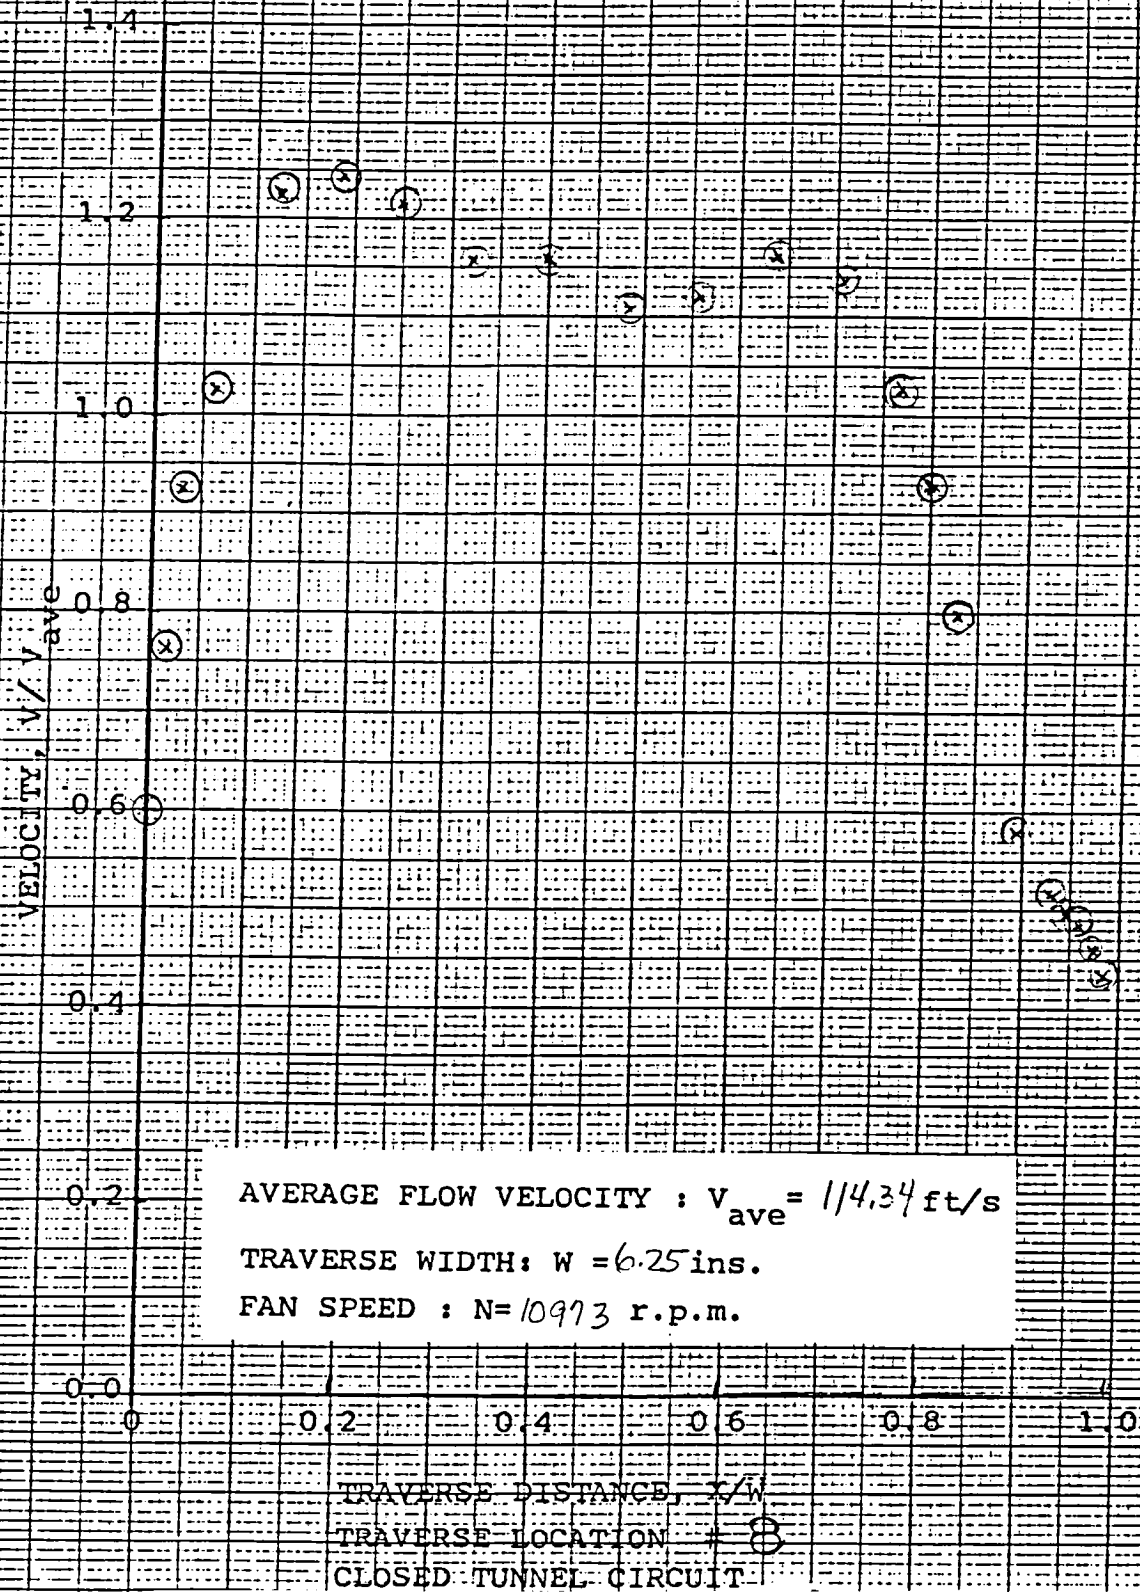 1.4
1.2
1.0
0.8
0.6
0.4
0.2
0.0
VELOCITY, V/V ave
AVERAGE FLOW VELOCITY : V ave = 114.34 ft/s
TRAVERSE WIDTH: W = 6.25 ins.
FAN SPEED : N= 10973 r.p.m.
0 0.2 0.4 0.6 0.8 1.0
TRAVERSE DISTANCE, X/W
TRAVERSE LOCATION # 8
CLOSED TUNNEL CIRCUIT